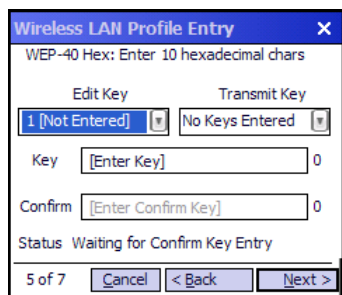 Wireless LAN Profile Entry X
WEP-40 Hex: Enter 10 hexadecimal chars
Edit Key Transmit Key
1 [Not Entered] No Keys Entered
Key [Enter Key] 0
Confirm [Enter Confirm Key] 0
Status Waiting for Confirm Key Entry
5 of 7 Cancel < Back Next >